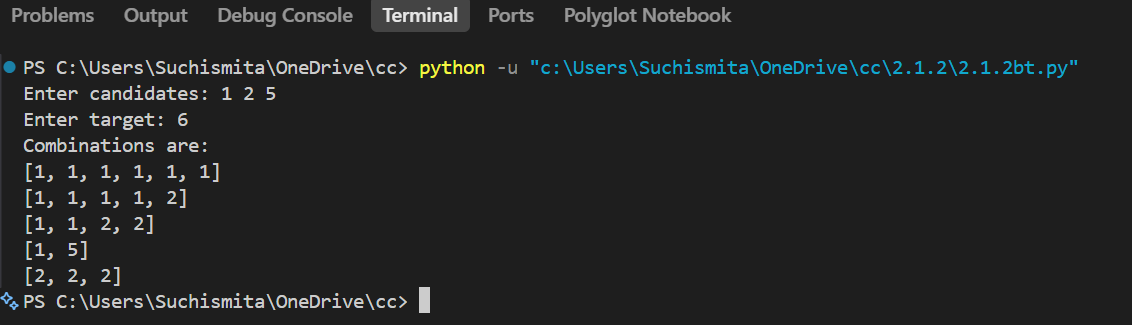 Problems Output Debug Console Terminal Ports Polyglot Notebook
PS C:\Users\Suchismita\OneDrive\cc> python -u "c:\Users\Suchismita\OneDrive\cc\2.1.2\2.1.2bt.py"
Enter candidates: 1 2 5
Enter target: 6
Combinations are:
[1, 1, 1, 1, 1, 1]
[1, 1, 1, 1, 2]
[1, 1, 2, 2]
[1, 5]
[2, 2, 2]
PS C:\Users\Suchismita\OneDrive\cc>